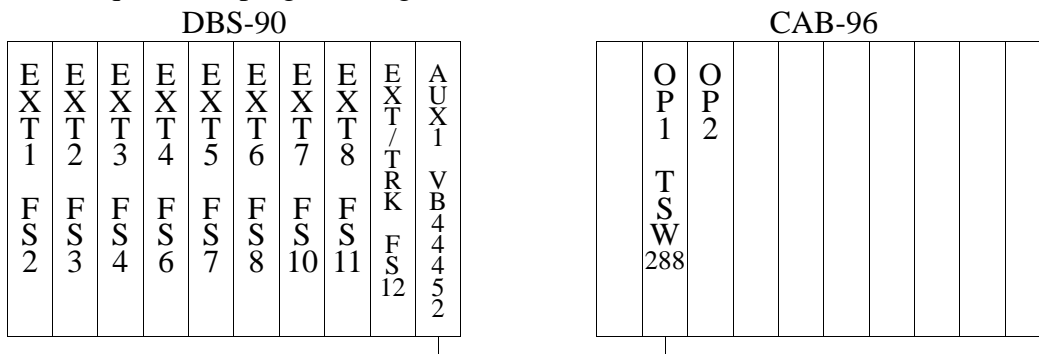 DBS-90
CAB-96
EXT1 FS2
EXT2 FS3
EXT3 FS4
EXT4 FS6
EXT5 FS7
EXT6 FS8
EXT7 FS10
EXT8 FS11
EXT/TRK FS12
AUX1 VB44452
OP1 TSW288
OP2